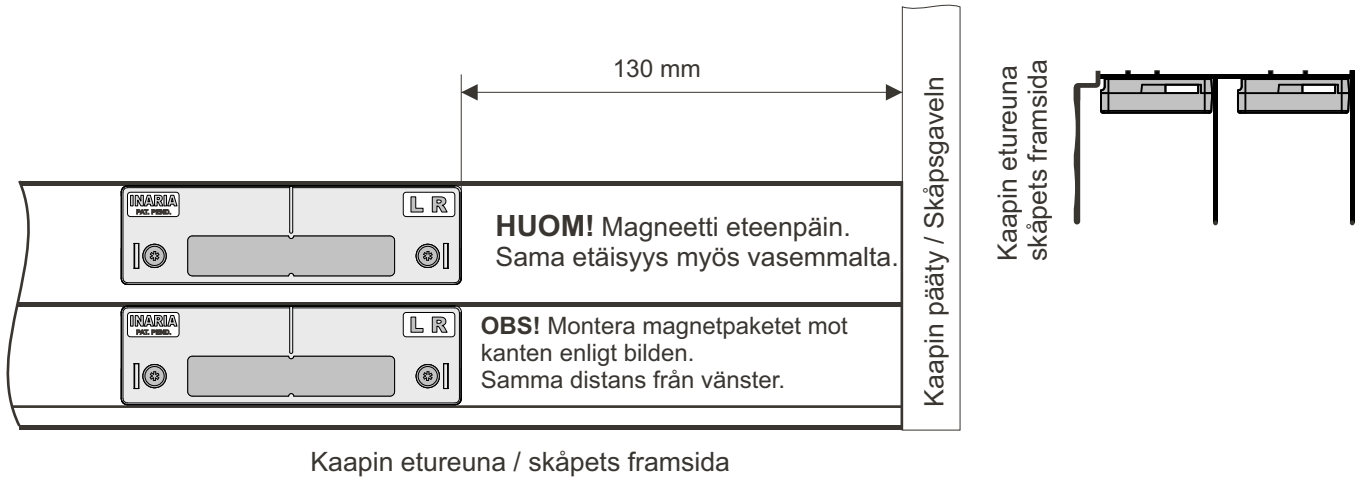 130 mm
INARIA
PAT. PEND.
L R
HUOM! Magneetti eteenpäin.
Sama etäisyys myös vasemmalta.
INARIA
PAT. PEND.
L R
OBS! Montera magnetpaketet mot
kanten enligt bilden.
Samma distans från vänster.
Kaapin pääty / Skåpsgaveln
Kaapin etureuna / skåpets framsida
Kaapin etureuna
skåpets framsida